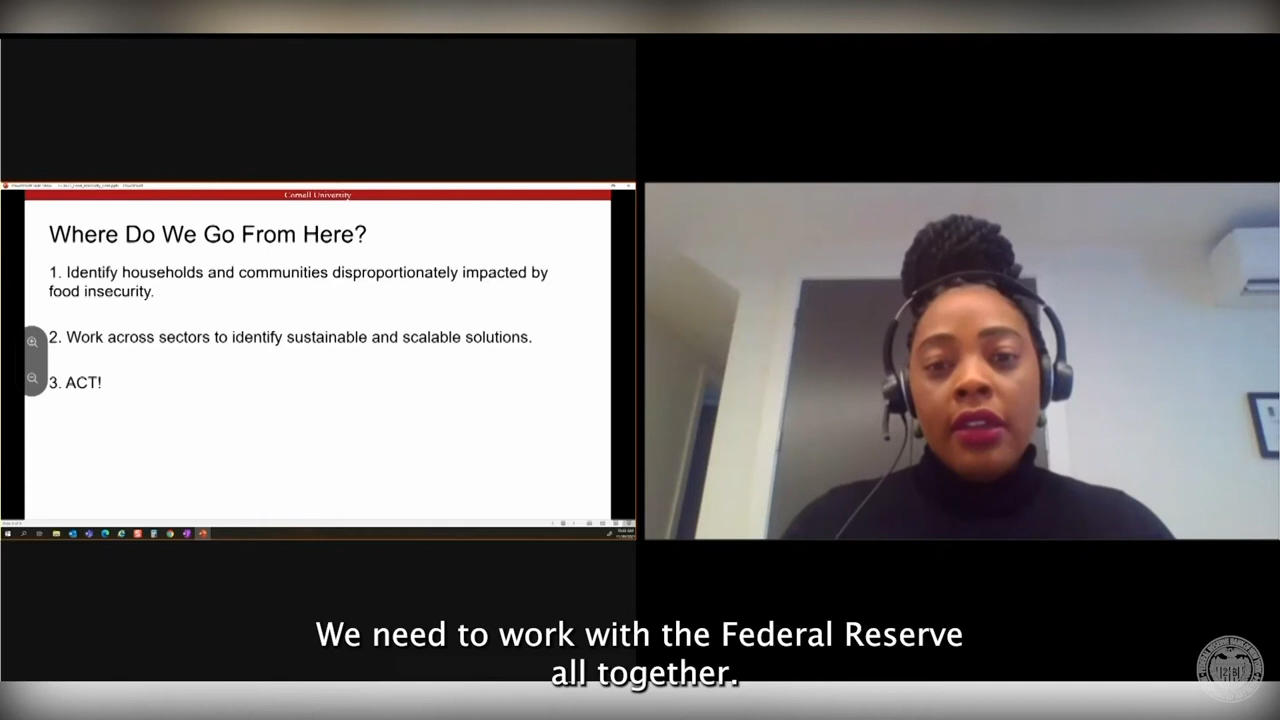 Cornell University
Where Do We Go From Here?
1. Identify households and communities disproportionately impacted by
food insecurity.
2. Work across sectors to identify sustainable and scalable solutions.
3. ACT!
We need to work with the Federal Reserve
all together.